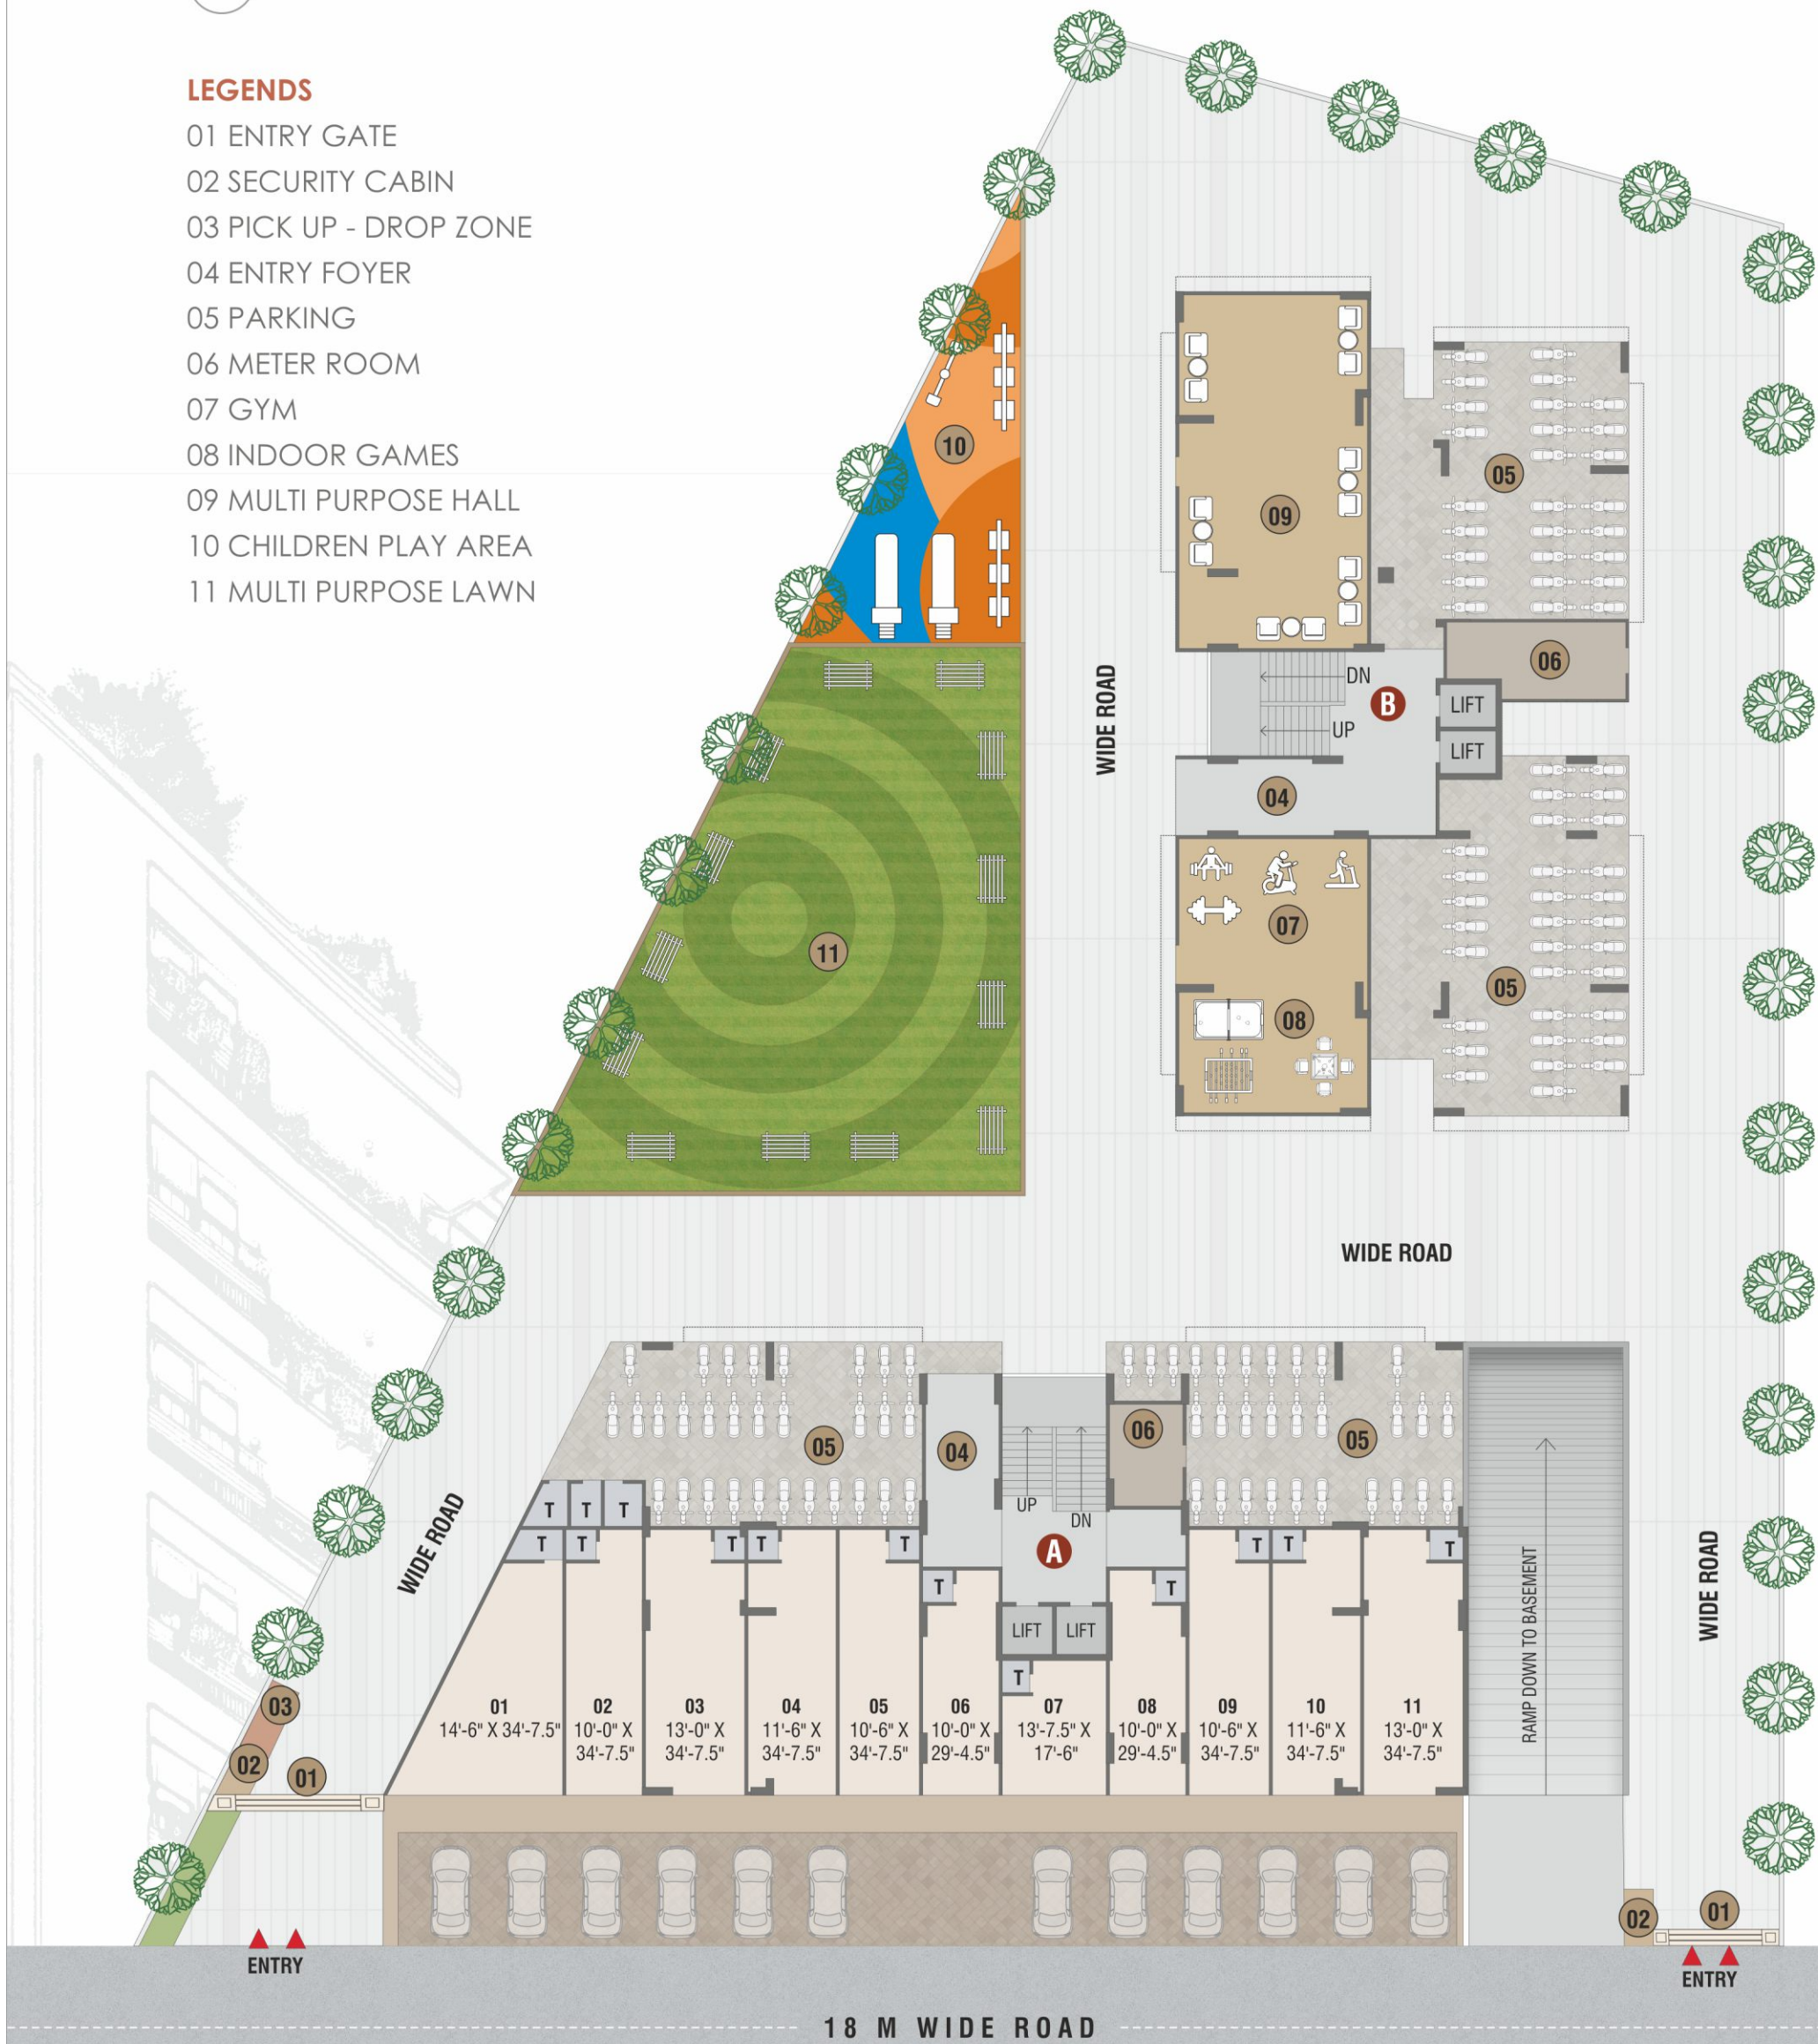 LEGENDS
01 ENTRY GATE
02 SECURITY CABIN
03 PICK UP - DROP ZONE
04 ENTRY FOYER
05 PARKING
06 METER ROOM
07 GYM
08 INDOOR GAMES
09 MULTI PURPOSE HALL
10 CHILDREN PLAY AREA
11 MULTI PURPOSE LAWN
10
09
05
06
WIDE ROAD
DN
B
LIFT
UP
LIFT
04
07
11
05
08
WIDE ROAD
05
04
06
05
UP
DN
A
T
T
T
T
T
T
T
T
T
T
T
T
T
LIFT
LIFT
T
WIDE ROAD
RAMP DOWN TO BASEMENT
WIDE ROAD
01
14'-6" X 34'-7.5"
02
10'-0" X
34'-7.5"
03
13'-0" X
34'-7.5"
04
11'-6" X
34'-7.5"
05
10'-6" X
34'-7.5"
06
10'-0" X
29'-4.5"
07
13'-7.5" X
17'-6"
08
10'-0" X
29'-4.5"
09
10'-6" X
34'-7.5"
10
11'-6" X
34'-7.5"
11
13'-0" X
34'-7.5"
03
02
01
02
01
ENTRY
ENTRY
18 M WIDE ROAD